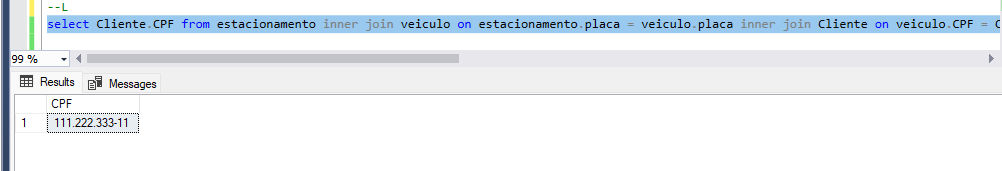 --L
select Cliente.CPF from estacionamento inner join veiculo on estacionamento.placa = veiculo.placa inner join Cliente on veiculo.CPF = C
99 %
Results Messages
CPF
1 111.222.333-11